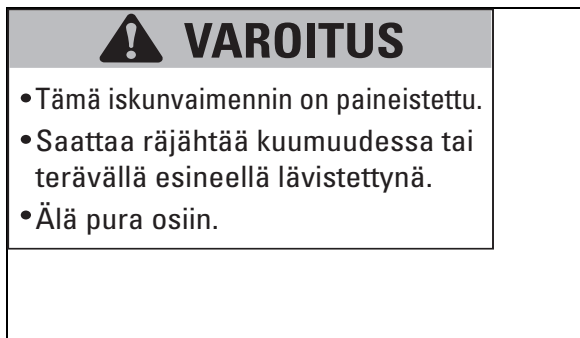 VAROITUS
•Tämä iskunvaimennin on paineistettu.
•Saattaa räjähtää kuumuudessa tai
terävällä esineellä lävistettynä.
•Älä pura osiin.